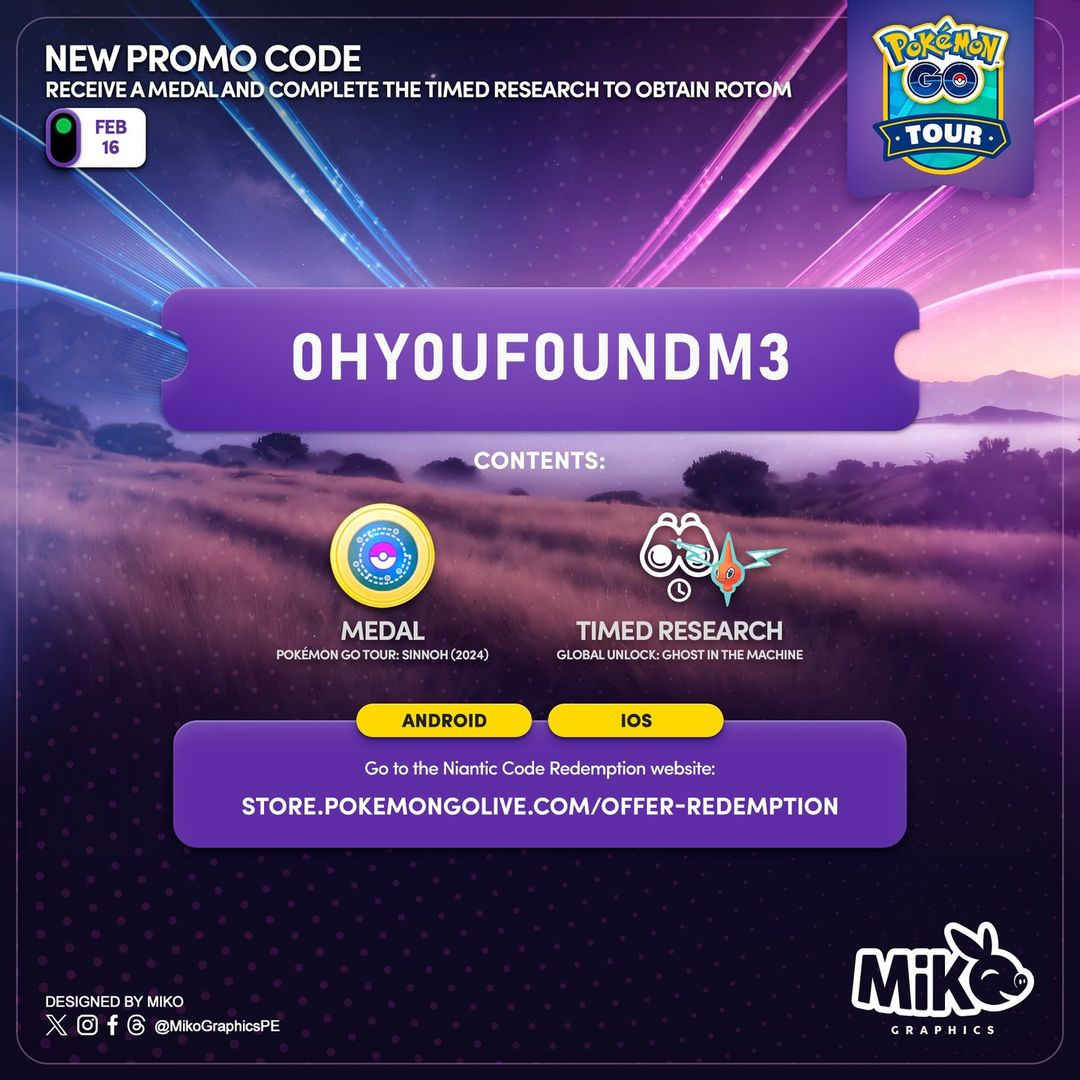 NEW PROMO CODE
RECEIVE A MEDAL AND COMPLETE THE TIMED RESEARCH TO OBTAIN ROTOM
FEB
16
POKéMON
GO
TOUR
0HY0UF0UNDM3
CONTENTS:
MEDAL
POKÉMON GO TOUR: SINNOH (2024)
TIMED RESEARCH
GLOBAL UNLOCK: GHOST IN THE MACHINE
ANDROID
IOS
Go to the Niantic Code Redemption website:
STORE.POKEMONGOLIVE.COM/OFFER-REDEMPTION
DESIGNED BY MIKO
@MikoGraphicsPE
MiKO
GRAPHICS